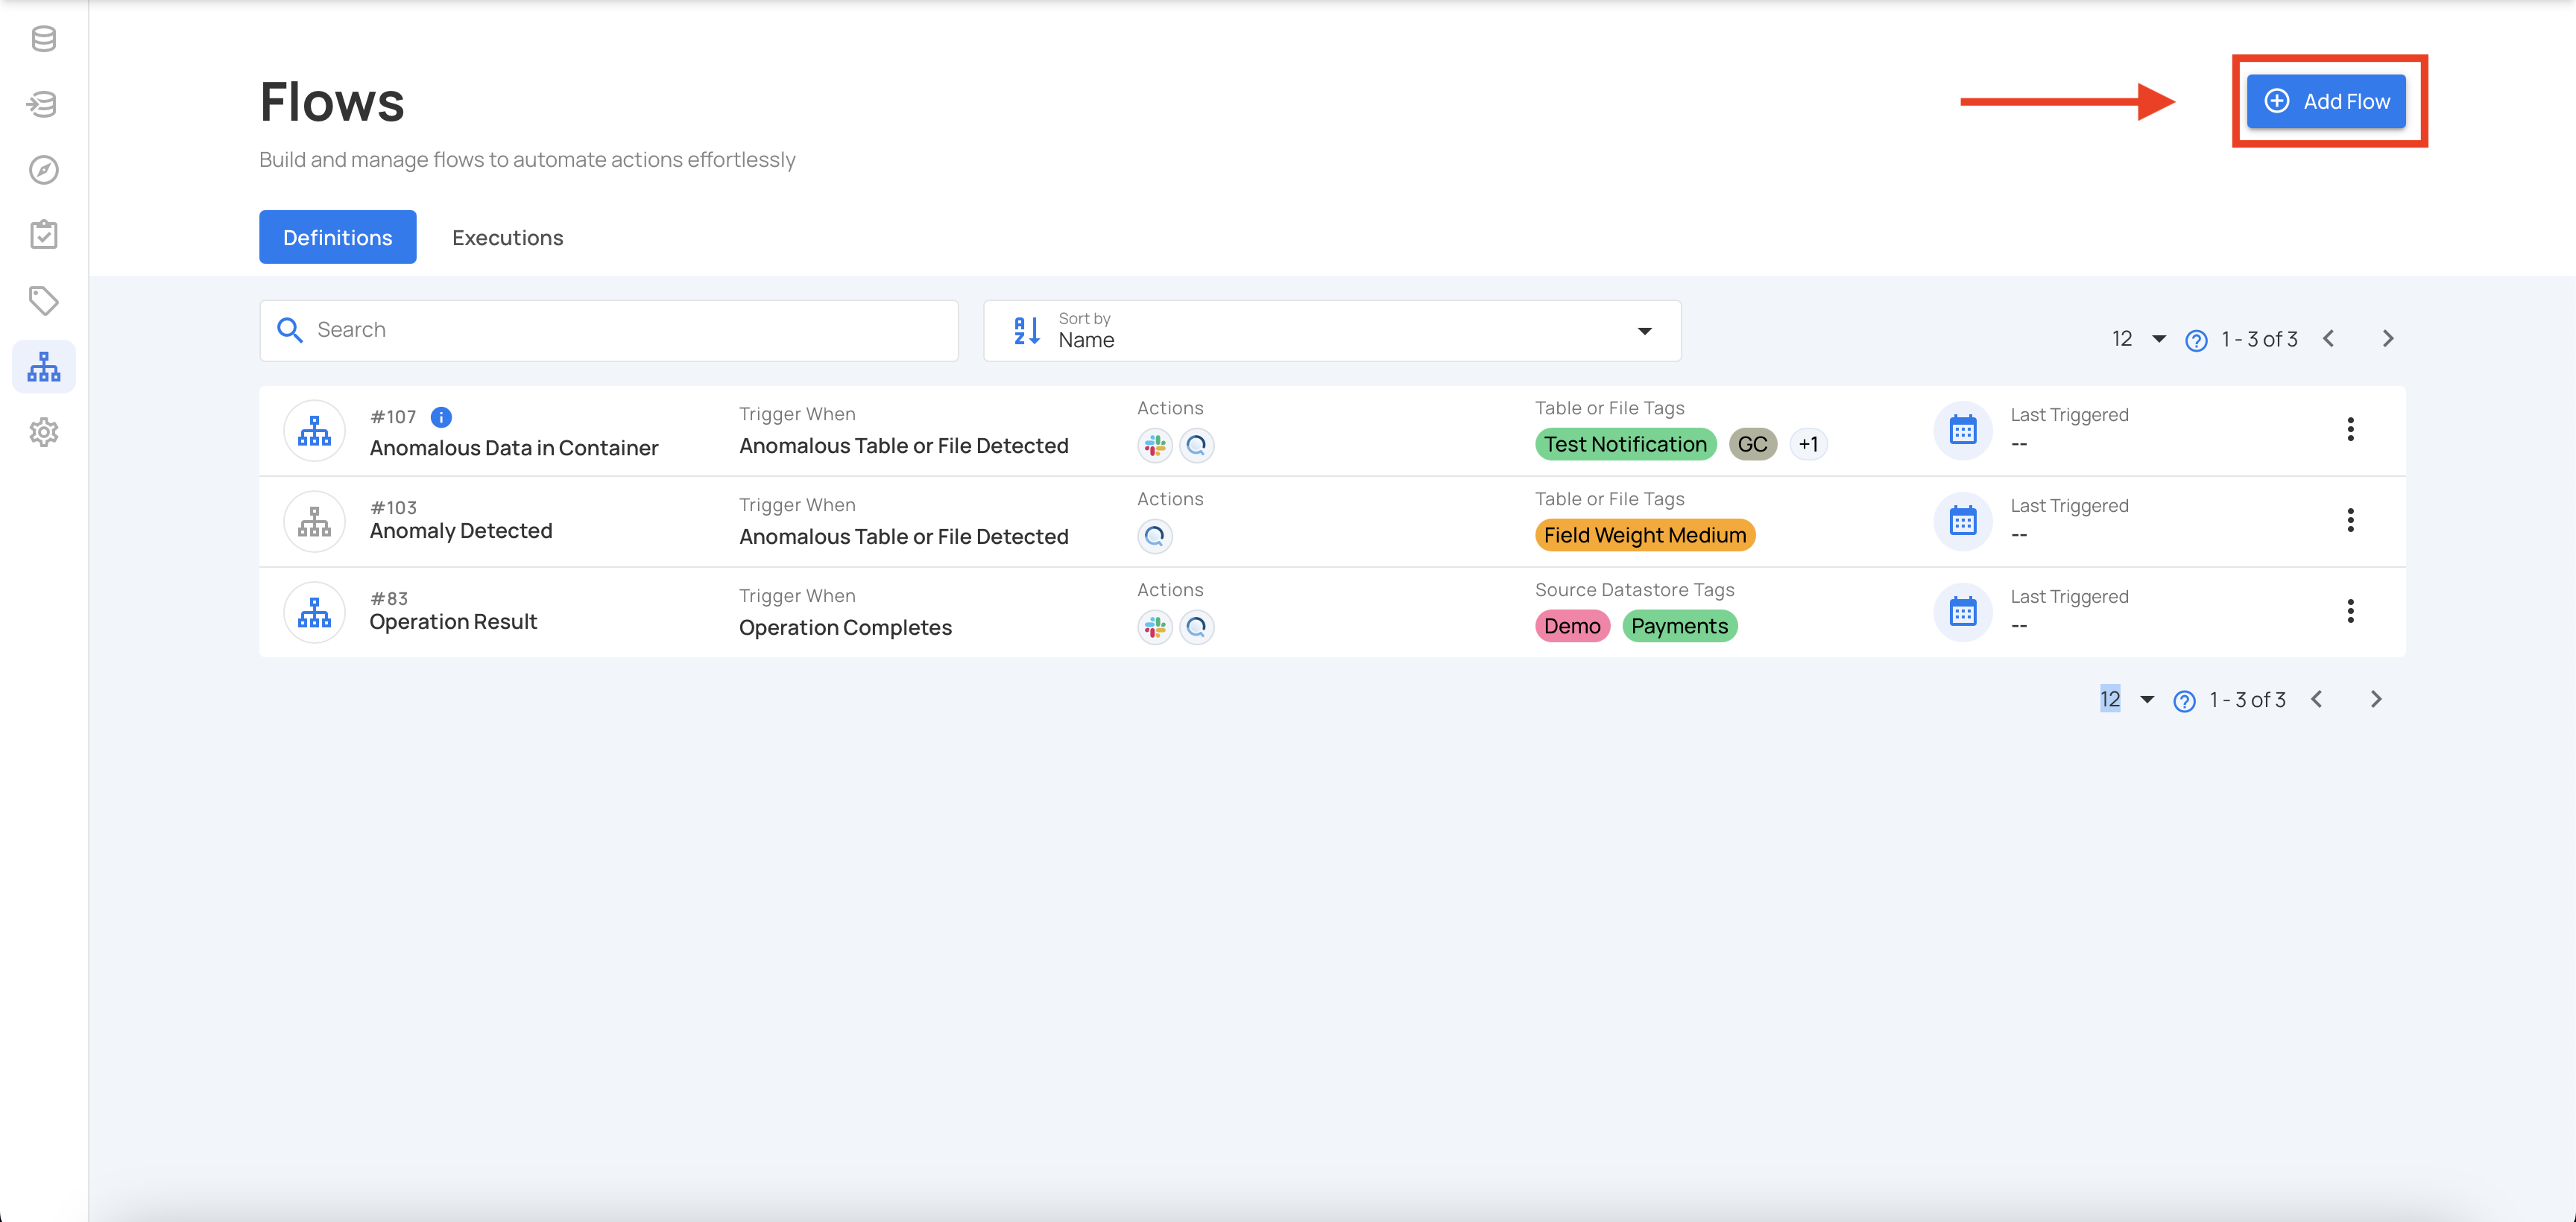 Flows
Add Flow
Build and manage flows to automate actions effortlessly
Definitions
Executions
Search
Sort by
Name
12
1 - 3 of 3
#107
Anomalous Data in Container
Trigger When
Anomalous Table or File Detected
Actions
Table or File Tags
Test Notification
GC
+1
Last Triggered
--
#103
Anomaly Detected
Trigger When
Anomalous Table or File Detected
Actions
Table or File Tags
Field Weight Medium
Last Triggered
--
#83
Operation Result
Trigger When
Operation Completes
Actions
Source Datastore Tags
Demo
Payments
Last Triggered
--
12
1 - 3 of 3